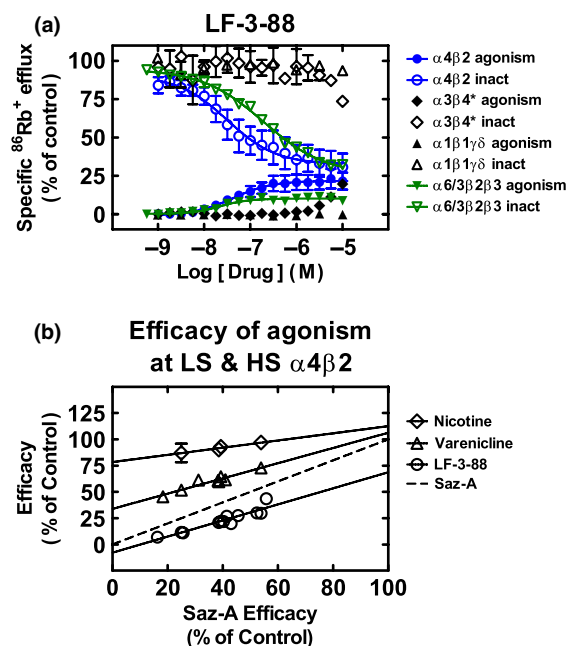 (a)
LF-3-88
Specific ⁸⁶Rb⁺ efflux
(% of control)
100
75
50
25
0
−9
−8
−7
−6
−5
Log [Drug] (M)
α4β2 agonism
α4β2 inact
α3β4* agonism
α3β4* inact
α1β1γδ agonism
α1β1γδ inact
α6/3β2β3 agonism
α6/3β2β3 inact
(b)
Efficacy of agonism
at LS & HS α4β2
Efficacy
(% of Control)
125
100
75
50
25
0
0
20
40
60
80
100
Saz-A Efficacy
(% of Control)
Nicotine
Varenicline
LF-3-88
Saz-A